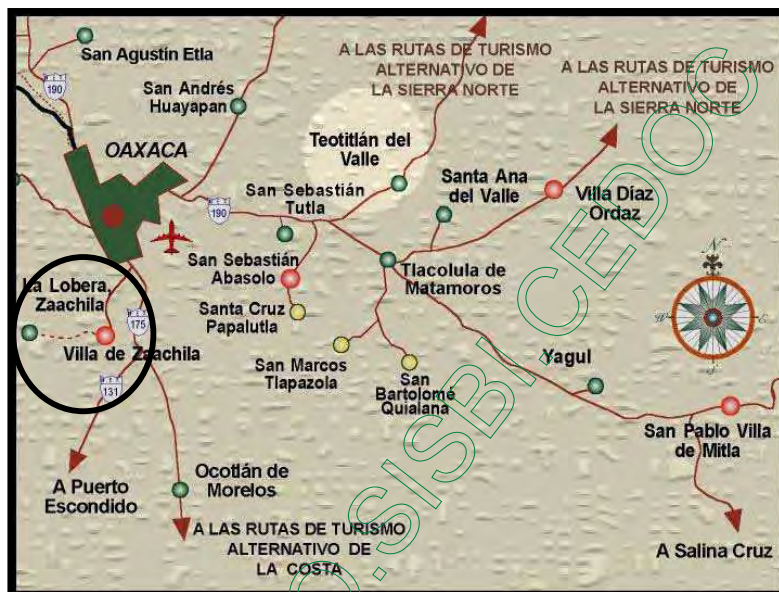 San Agustín Etla
190
San Andrés
Huayapan
A LAS RUTAS DE TURISMO
ALTERNATIVO DE
LA SIERRA NORTE
A LAS RUTAS DE TURISMO
ALTERNATIVO DE
LA SIERRA NORTE
OAXACA
Teotitlán del
Valle
Santa Ana
del Valle
Villa Díaz
Ordaz
190
San Sebastián
Tutla
San Sebastián
Abasolo
Tlacolula de
Matamoros
Santa Cruz
Papalutla
La Lobera,
Zaachila
175
Villa de Zaachila
131
San Marcos
Tlapazola
San
Bartolomé
Quialana
Yagul
N
E
S
San Pablo Villa
de Mitla
A Puerto
Escondido
Ocotlán de
Morelos
A LAS RUTAS DE TURISMO
ALTERNATIVO DE
LA COSTA
A Salina Cruz
O.SISBI.CEDOC